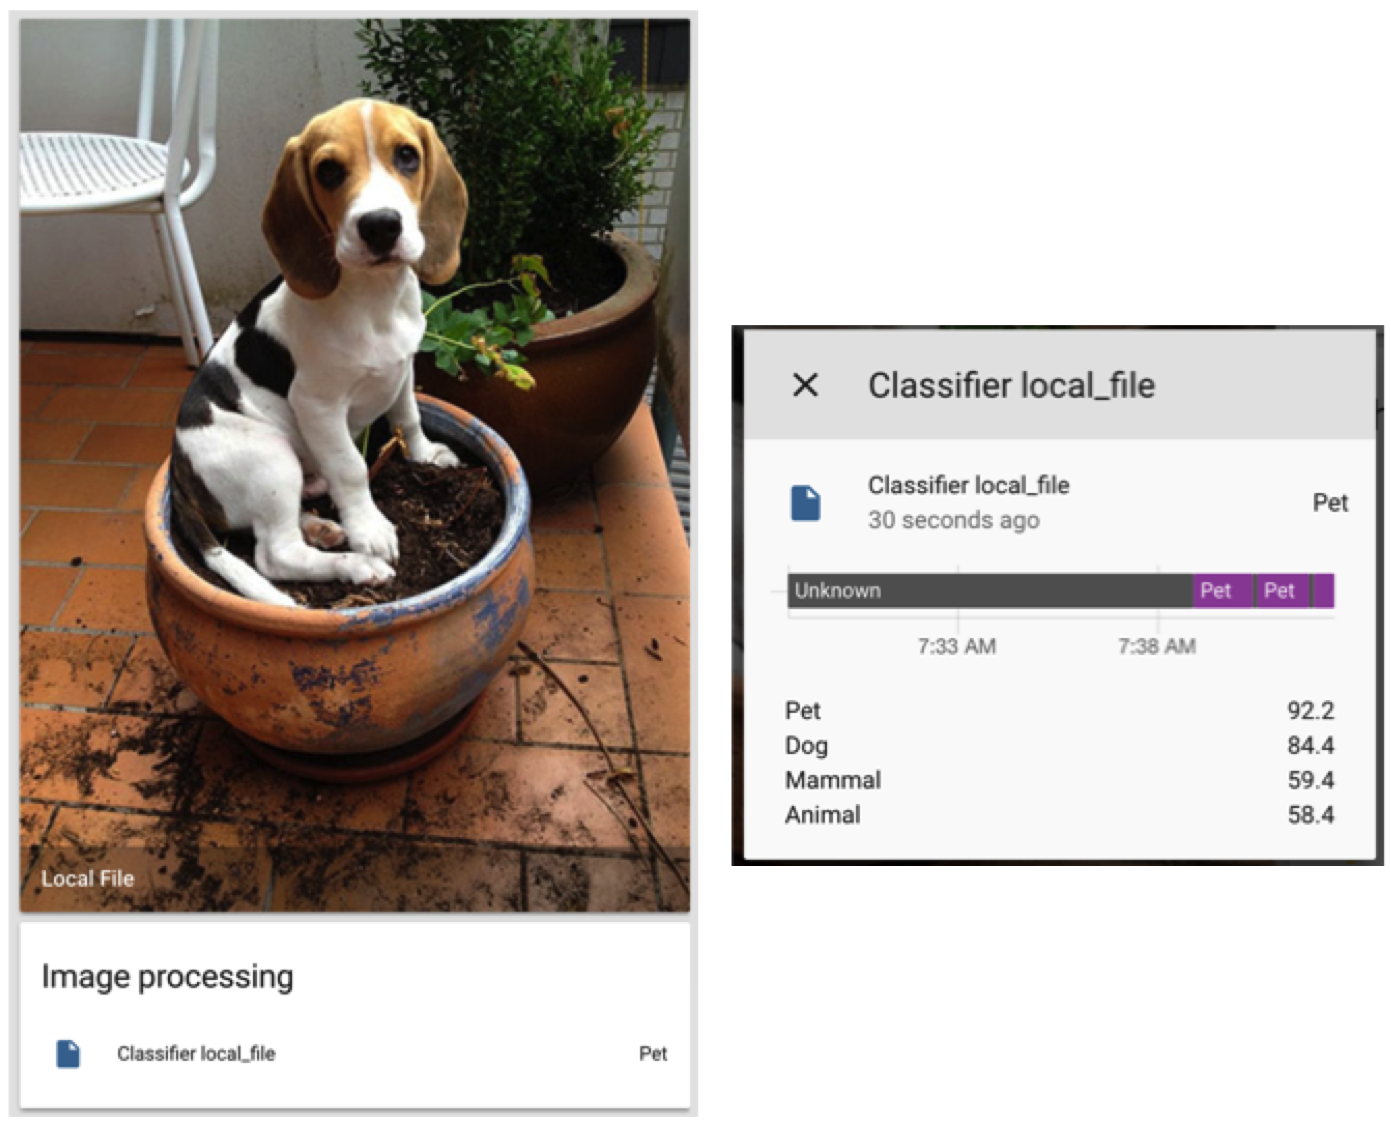 Local File
Image processing
Classifier local_file Pet
Classifier local_file
Classifier local_file Pet
30 seconds ago
Unknown Pet Pet
7:33 AM 7:38 AM
Pet 92.2
Dog 84.4
Mammal 59.4
Animal 58.4